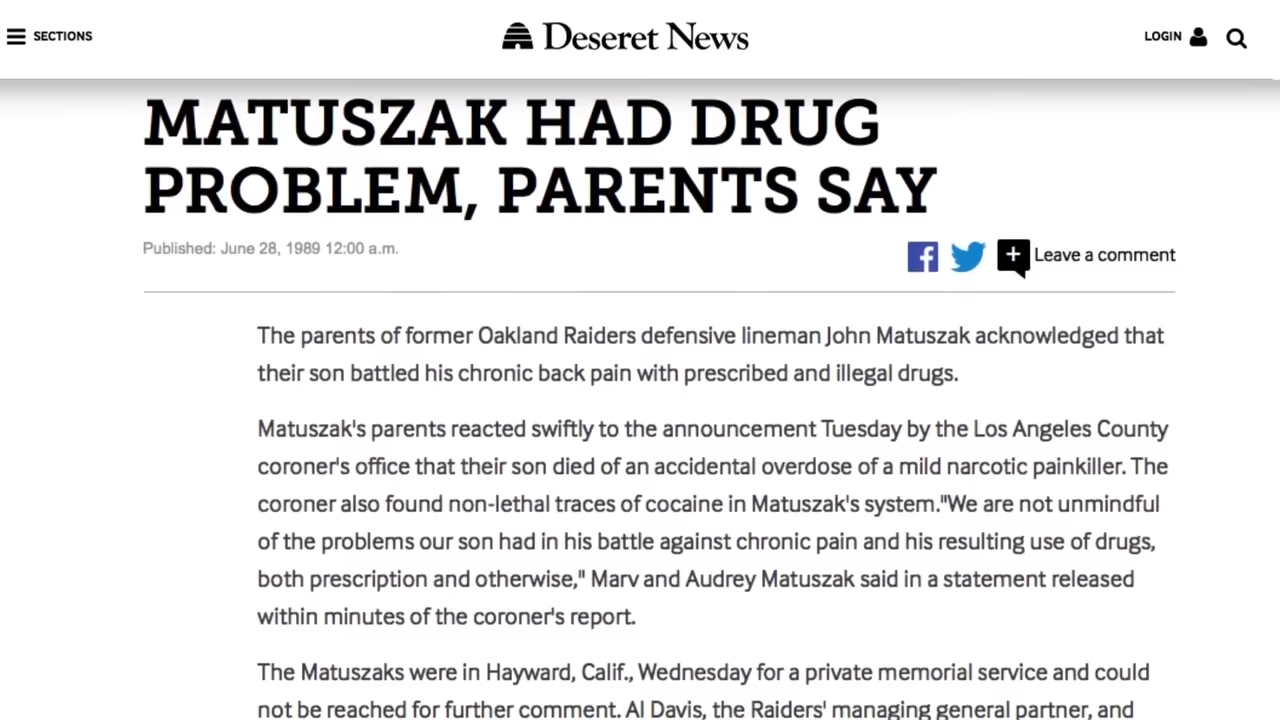 SECTIONS
Deseret News
LOGIN
MATUSZAK HAD DRUG
PROBLEM, PARENTS SAY
Published: June 28, 1989 12:00 a.m.
Leave a comment
The parents of former Oakland Raiders defensive lineman John Matuszak acknowledged that
their son battled his chronic back pain with prescribed and illegal drugs.
Matuszak's parents reacted swiftly to the announcement Tuesday by the Los Angeles County
coroner's office that their son died of an accidental overdose of a mild narcotic painkiller. The
coroner also found non-lethal traces of cocaine in Matuszak's system."We are not unmindful
of the problems our son had in his battle against chronic pain and his resulting use of drugs,
both prescription and otherwise," Marv and Audrey Matuszak said in a statement released
within minutes of the coroner's report.
The Matuszaks were in Hayward, Calif., Wednesday for a private memorial service and could
not be reached for further comment. Al Davis, the Raiders' managing general partner, and